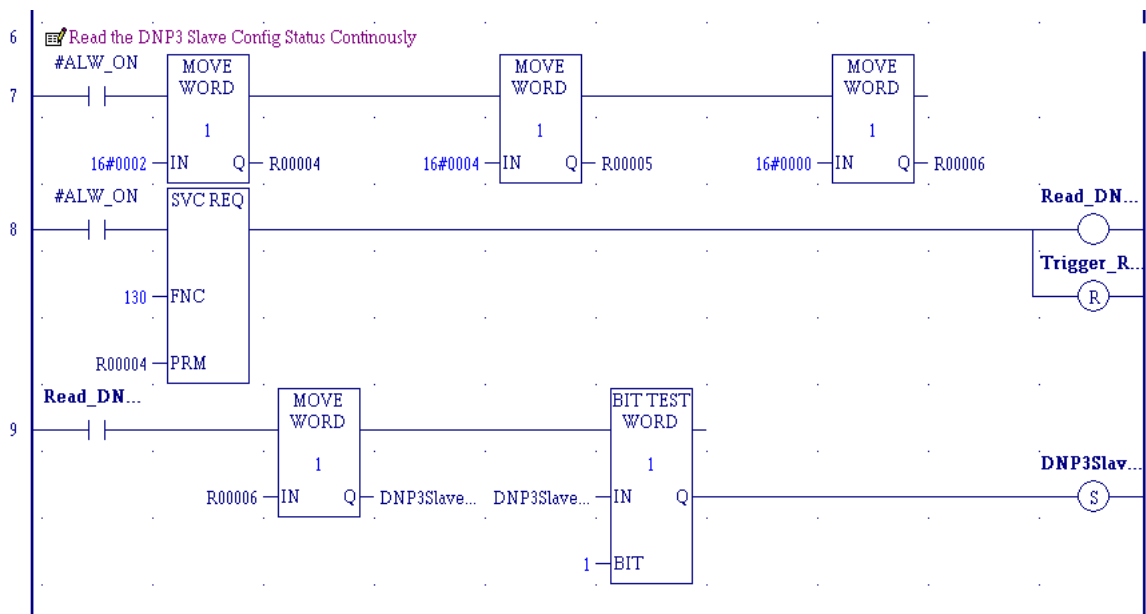 6 Read the DNP3 Slave Config Status Continously
#ALW_ON MOVE WORD MOVE WORD MOVE WORD
7
1 1 1
16#0002 IN Q R00004 16#0004 IN Q R00005 16#0000 IN Q R00006
#ALW_ON SVC REQ Read_DN...
8
Trigger_R...
130 FNC R
R00004 PRM
Read_DN... MOVE WORD BIT TEST WORD
9
1 1 DNP3Slav...
R00006 IN Q DNP3Slave... DNP3Slave... IN Q S
1 BIT